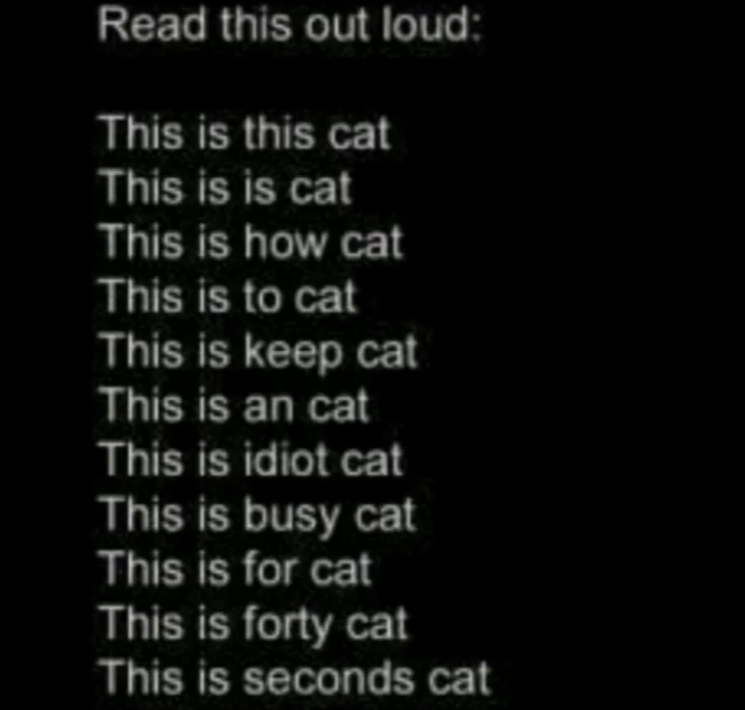 Read this out loud:
This is this cat
This is is cat
This is how cat
This is to cat
This is keep cat
This is an cat
This is idiot cat
This is busy cat
This is for cat
This is forty cat
This is seconds cat